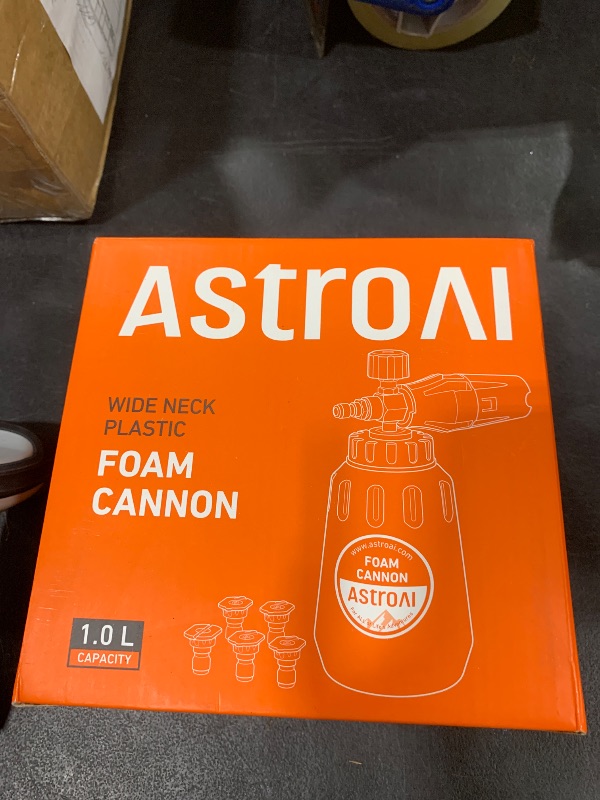 AstroAI
WIDE NECK
PLASTIC
FOAM
CANNON
www.astroai.com
FOAM
CANNON
AstroAI
1.0 L
CAPACITY